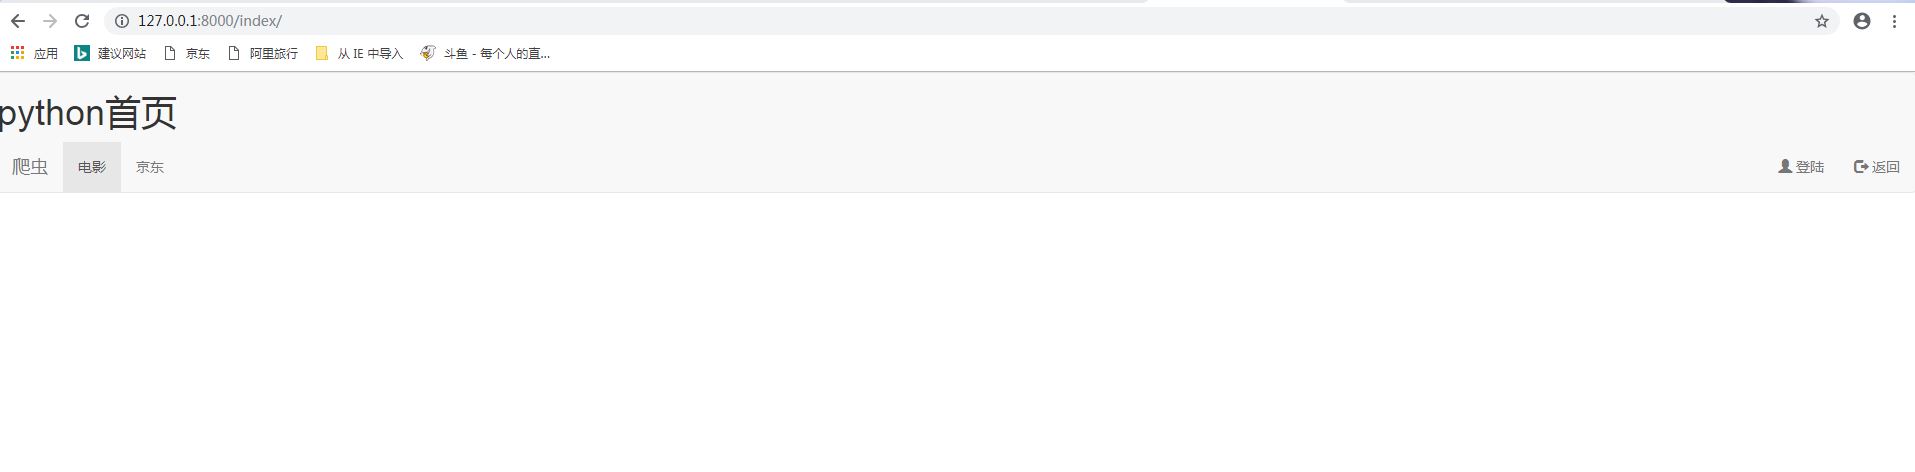 127.0.0.1:8000/index/
应用 建议网站 京东 阿里旅行 从 IE 中导入 斗鱼 - 每个人的直...
python首页
爬虫 电影 京东 登陆 返回